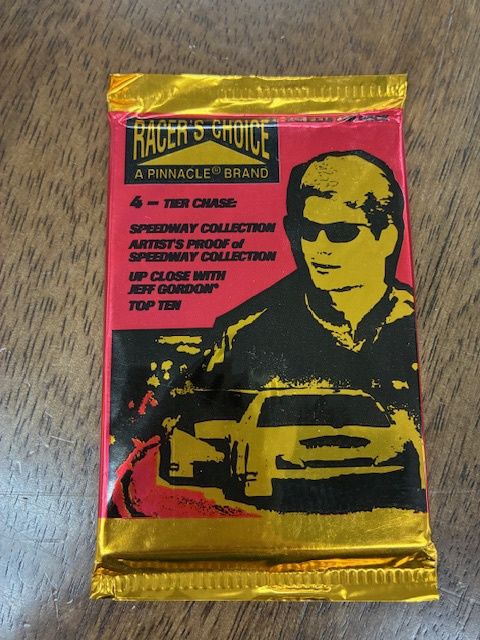 RACER'S CHOICE
A PINNACLE® BRAND
4 - TIER CHASE:
SPEEDWAY COLLECTION
ARTIST'S PROOF of
SPEEDWAY COLLECTION
UP CLOSE WITH
JEFF GORDON®
TOP TEN